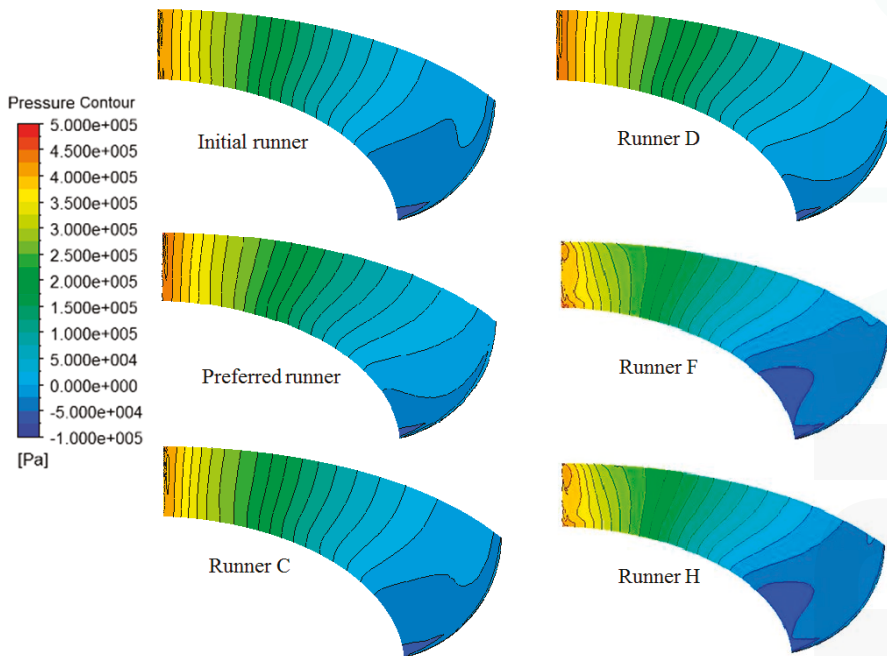 Pressure Contour
5.000e+005
4.500e+005
4.000e+005
3.500e+005
3.000e+005
2.500e+005
2.000e+005
1.500e+005
1.000e+005
5.000e+004
0.000e+000
-5.000e+004
-1.000e+005
[Pa]
Initial runner
Runner D
Preferred runner
Runner F
Runner C
Runner H